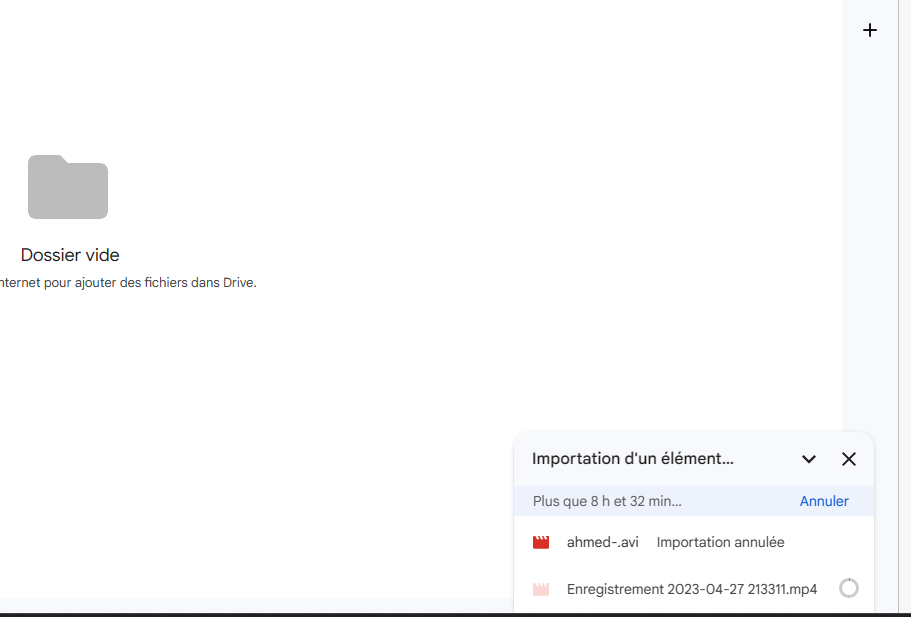 Dossier vide
pour ajouter des fichiers dans Drive.
Importation d'un élément...
Plus que 8 h et 32 min... Annuler
ahmed-.avi Importation annulée
Enregistrement 2023-04-27 213311.mp4